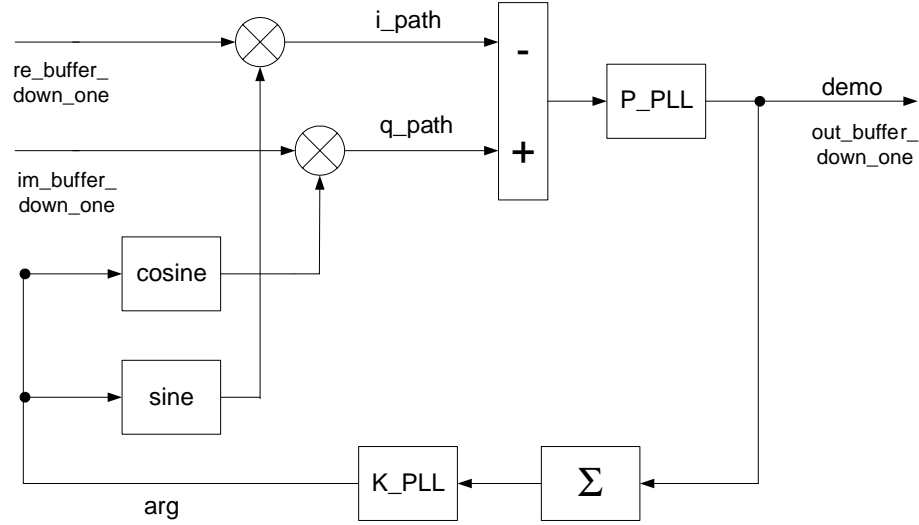 i_path
re_buffer_
down_one
-
P_PLL
demo
q_path
+
out_buffer_
down_one
im_buffer_
down_one
cosine
sine
K_PLL
Σ
arg